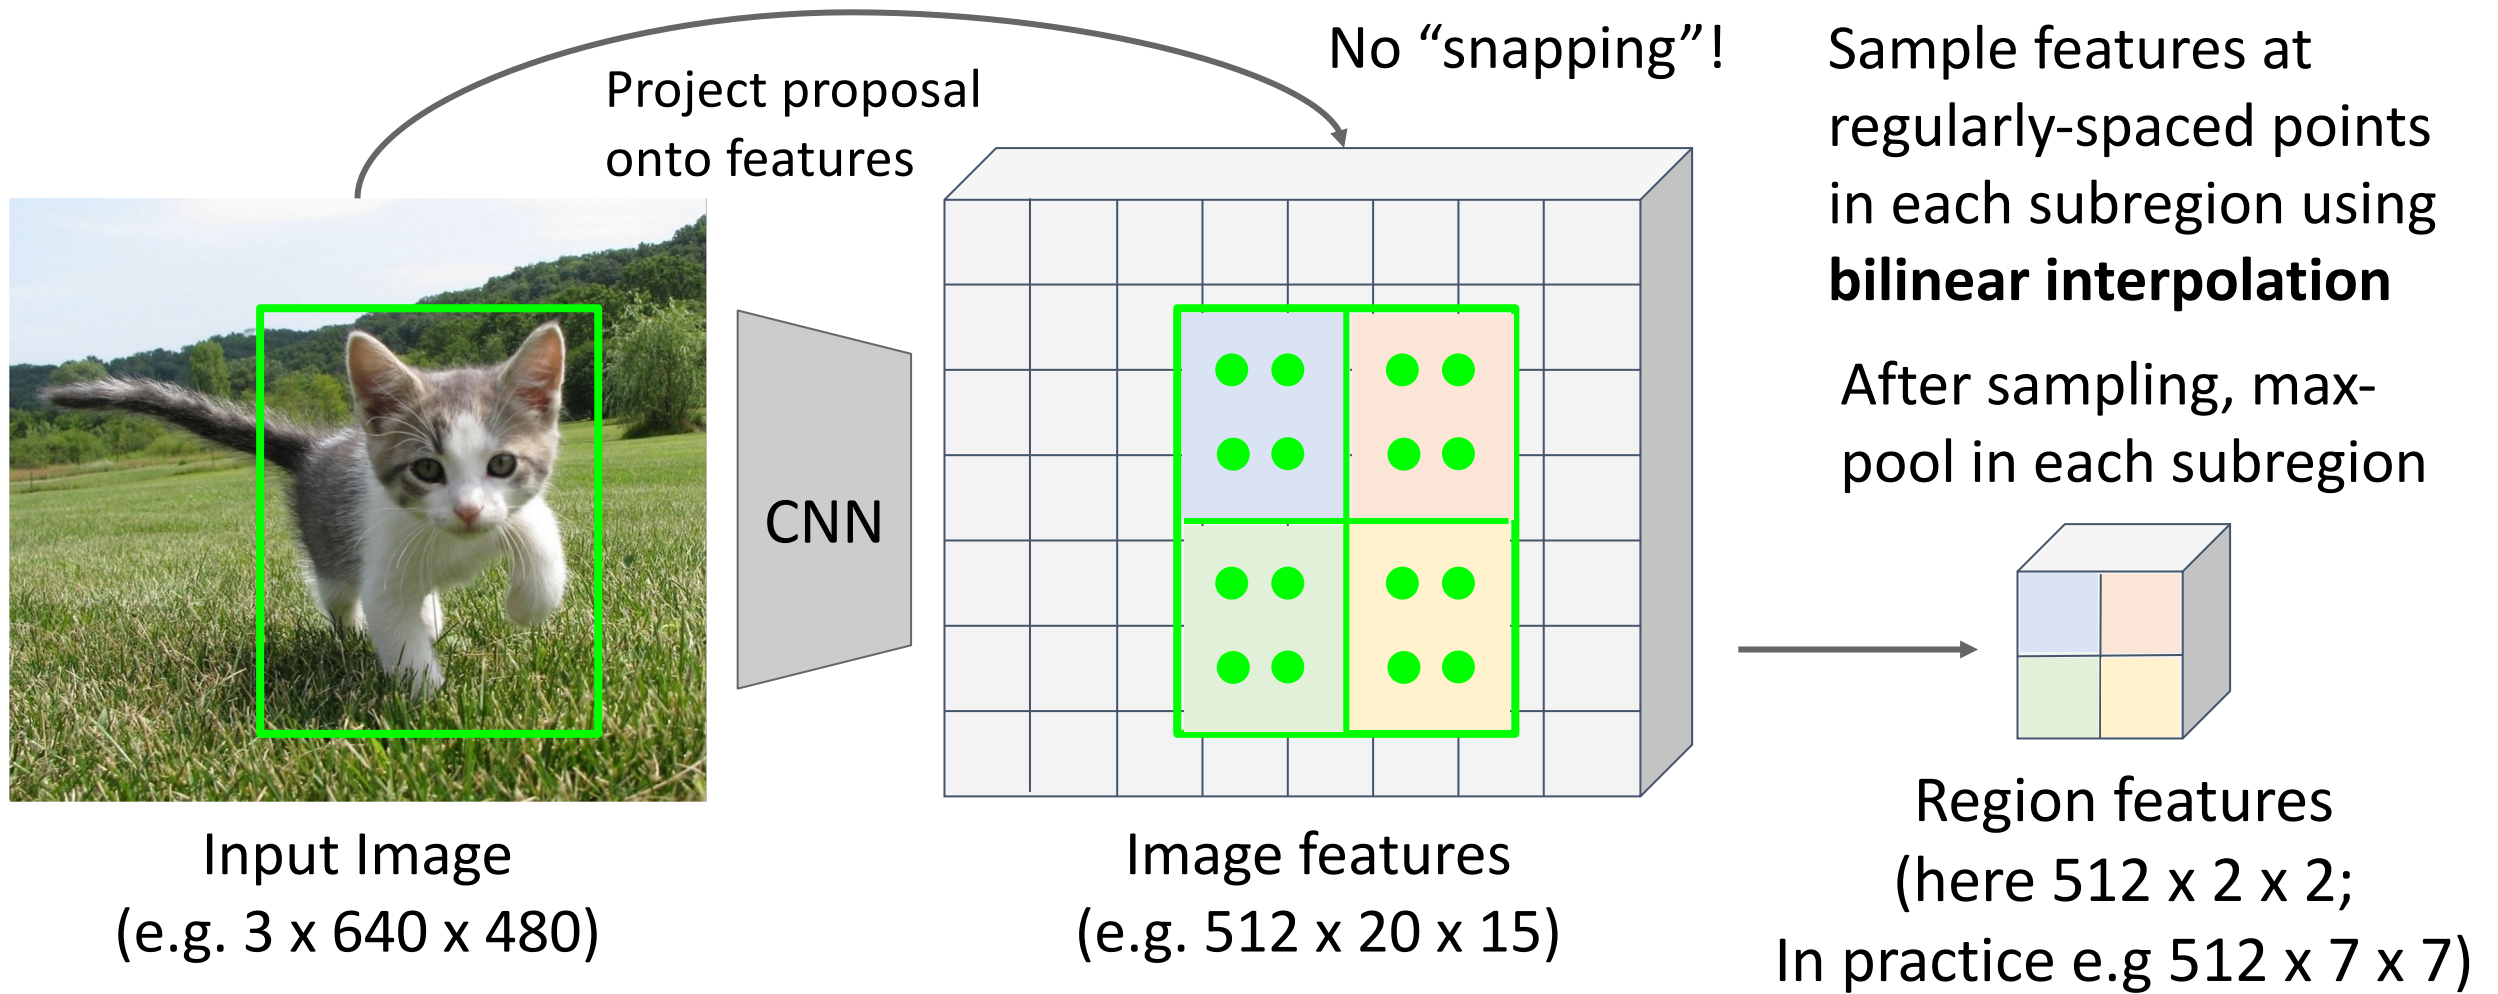 Project proposal
onto features
No “snapping”!
Sample features at
regularly-spaced points
in each subregion using
bilinear interpolation
After sampling, max-
pool in each subregion
CNN
Input Image
(e.g. 3 x 640 x 480)
Image features
(e.g. 512 x 20 x 15)
Region features
(here 512 x 2 x 2;
In practice e.g 512 x 7 x 7)